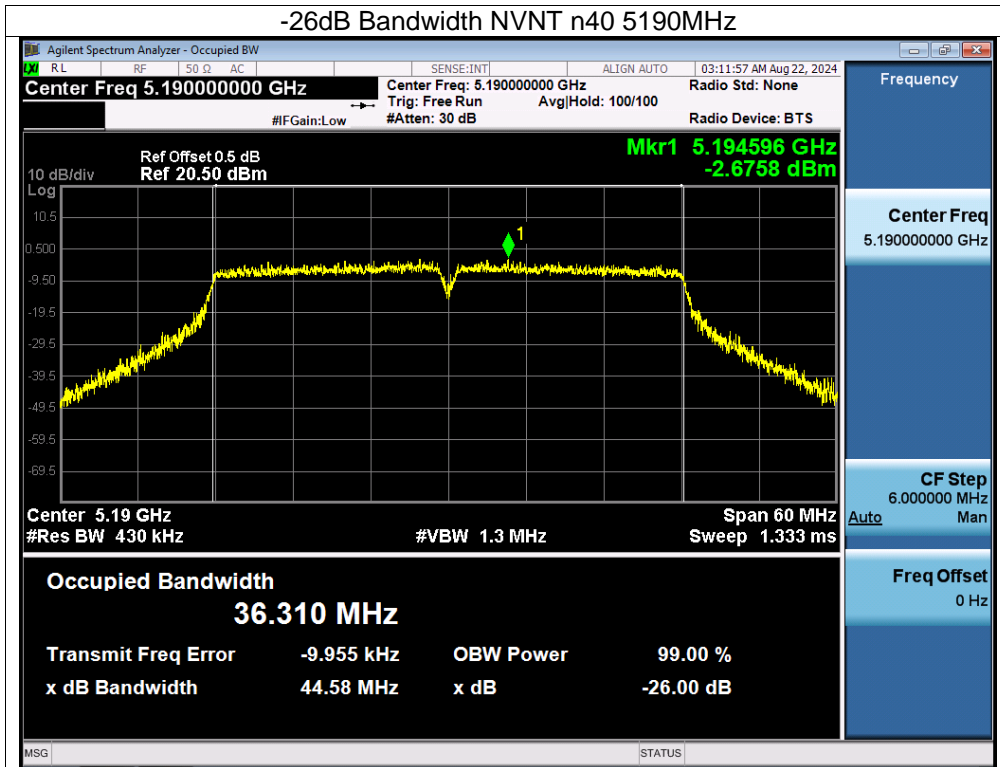 -26dB Bandwidth NVNT n40 5190MHz
Agilent Spectrum Analyzer - Occupied BW
LXI RL RF 50 Ω AC SENSE:INT ALIGN AUTO 03:11:57 AM Aug 22, 2024
Center Freq 5.190000000 GHz
Center Freq: 5.190000000 GHz Radio Std: None
Trig: Free Run Avg|Hold: 100/100
#IFGain:Low #Atten: 30 dB Radio Device: BTS
Frequency
Mkr1 5.194596 GHz
-2.6758 dBm
Ref Offset 0.5 dB
10 dB/div Ref 20.50 dBm
Log
10.5
0.500
-9.50
-19.5
-29.5
-39.5
-49.5
-59.5
-69.5
1
Center 5.19 GHz Span 60 MHz
#Res BW 430 kHz #VBW 1.3 MHz Sweep 1.333 ms
Center Freq
5.190000000 GHz
CF Step
6.000000 MHz
Auto Man
Freq Offset
0 Hz
Occupied Bandwidth
36.310 MHz
Transmit Freq Error -9.955 kHz OBW Power 99.00 %
x dB Bandwidth 44.58 MHz x dB -26.00 dB
MSG STATUS